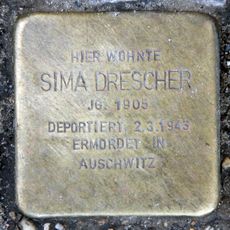 HIER WOHNTE
SIMA DRESCHER
JG. 1905
DEPORTIERT 2.3.1943
ERMORDET IN
AUSCHWITZ